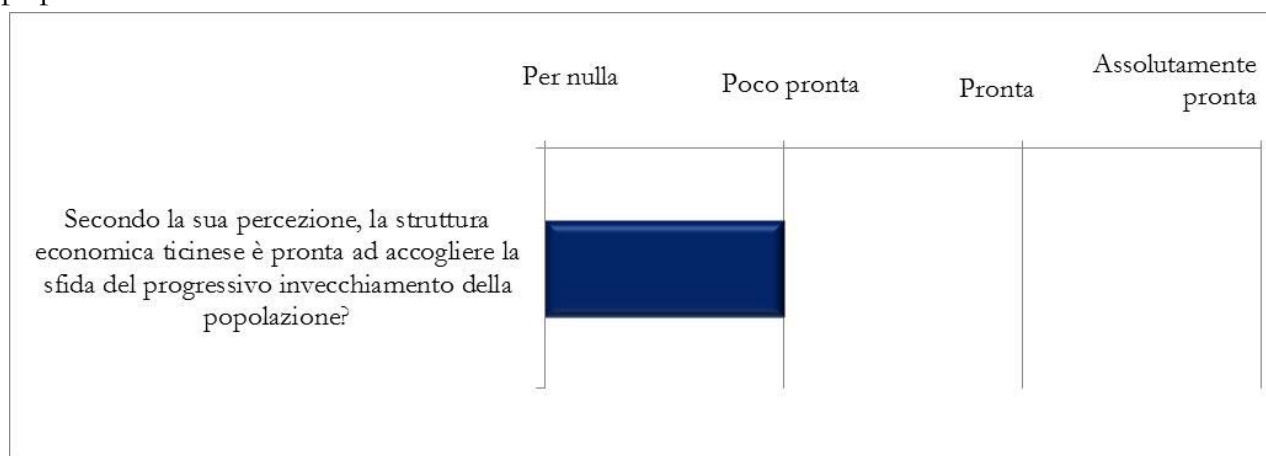 Per nulla
Poco pronta
Pronta
Assolutamente
pronta
Secondo la sua percezione, la struttura
economica ticinese è pronta ad accogliere la
sfida del progressivo invecchiamento della
popolazione?